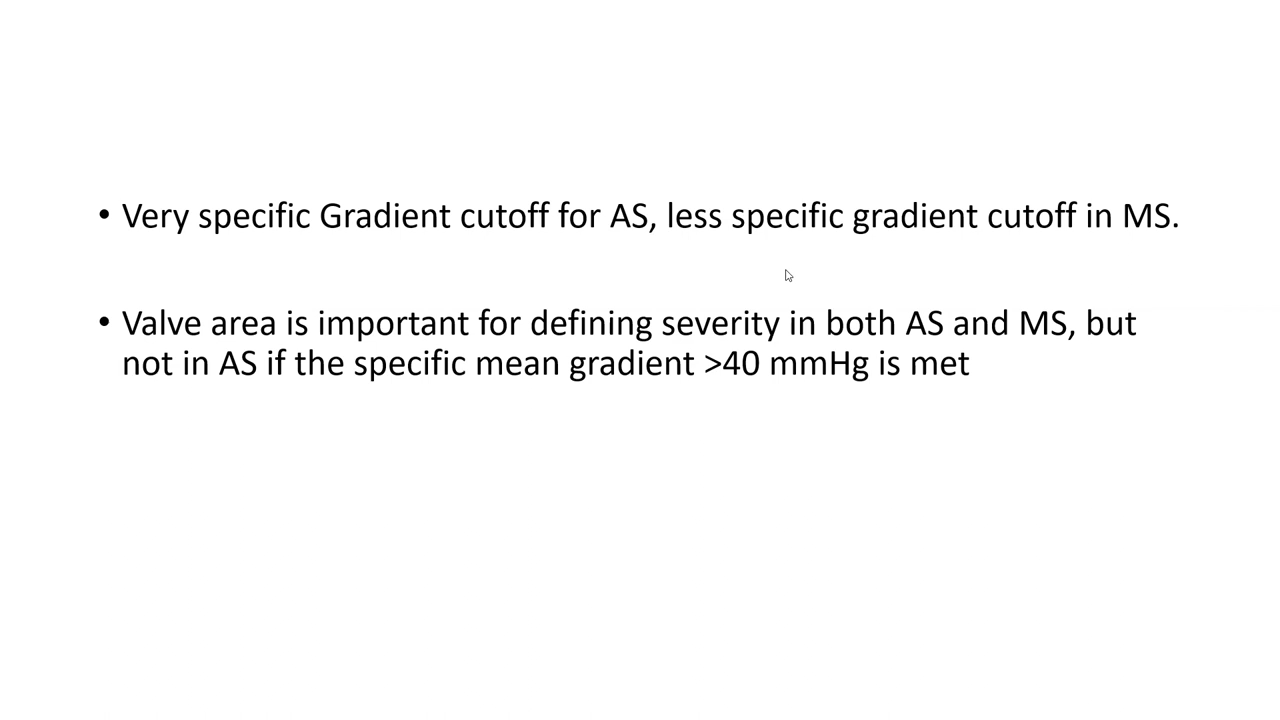 • Very specific Gradient cutoff for AS, less specific gradient cutoff in MS.
• Valve area is important for defining severity in both AS and MS, but
not in AS if the specific mean gradient >40 mmHg is met